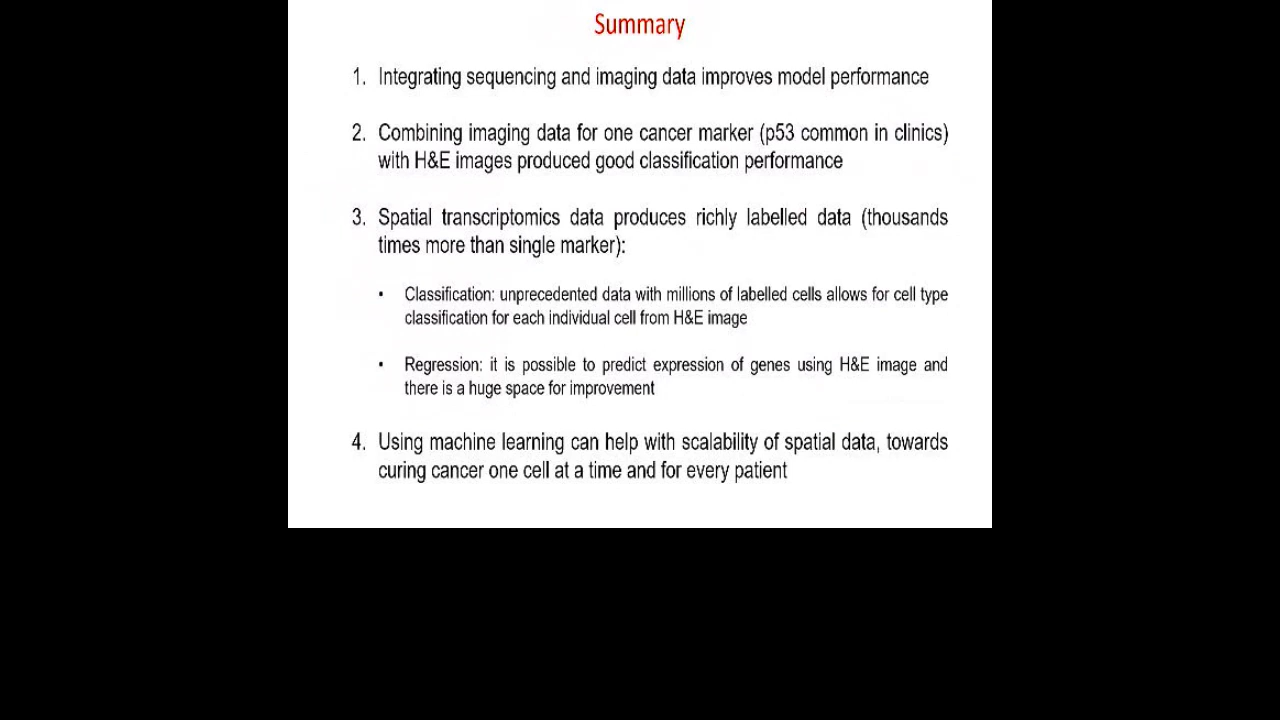 Summary
1. Integrating sequencing and imaging data improves model performance
2. Combining imaging data for one cancer marker (p53 common in clinics)
with H&E images produced good classification performance
3. Spatial transcriptomics data produces richly labelled data (thousands
times more than single marker):
• Classification: unprecedented data with millions of labelled cells allows for cell type
classification for each individual cell from H&E image
• Regression: it is possible to predict expression of genes using H&E image and
there is a huge space for improvement
4. Using machine learning can help with scalability of spatial data, towards
curing cancer one cell at a time and for every patient